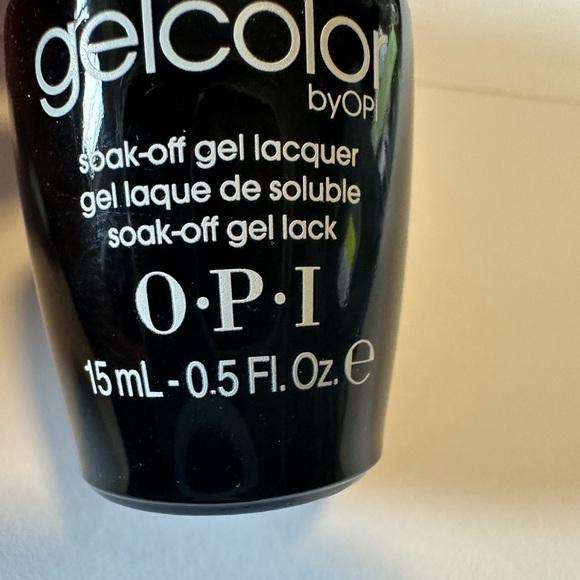 gelcolor
byOPI
soak-off gel lacquer
gel laque de soluble
soak-off gel lack
O·P·I
15 mL - 0.5 Fl. Oz. e